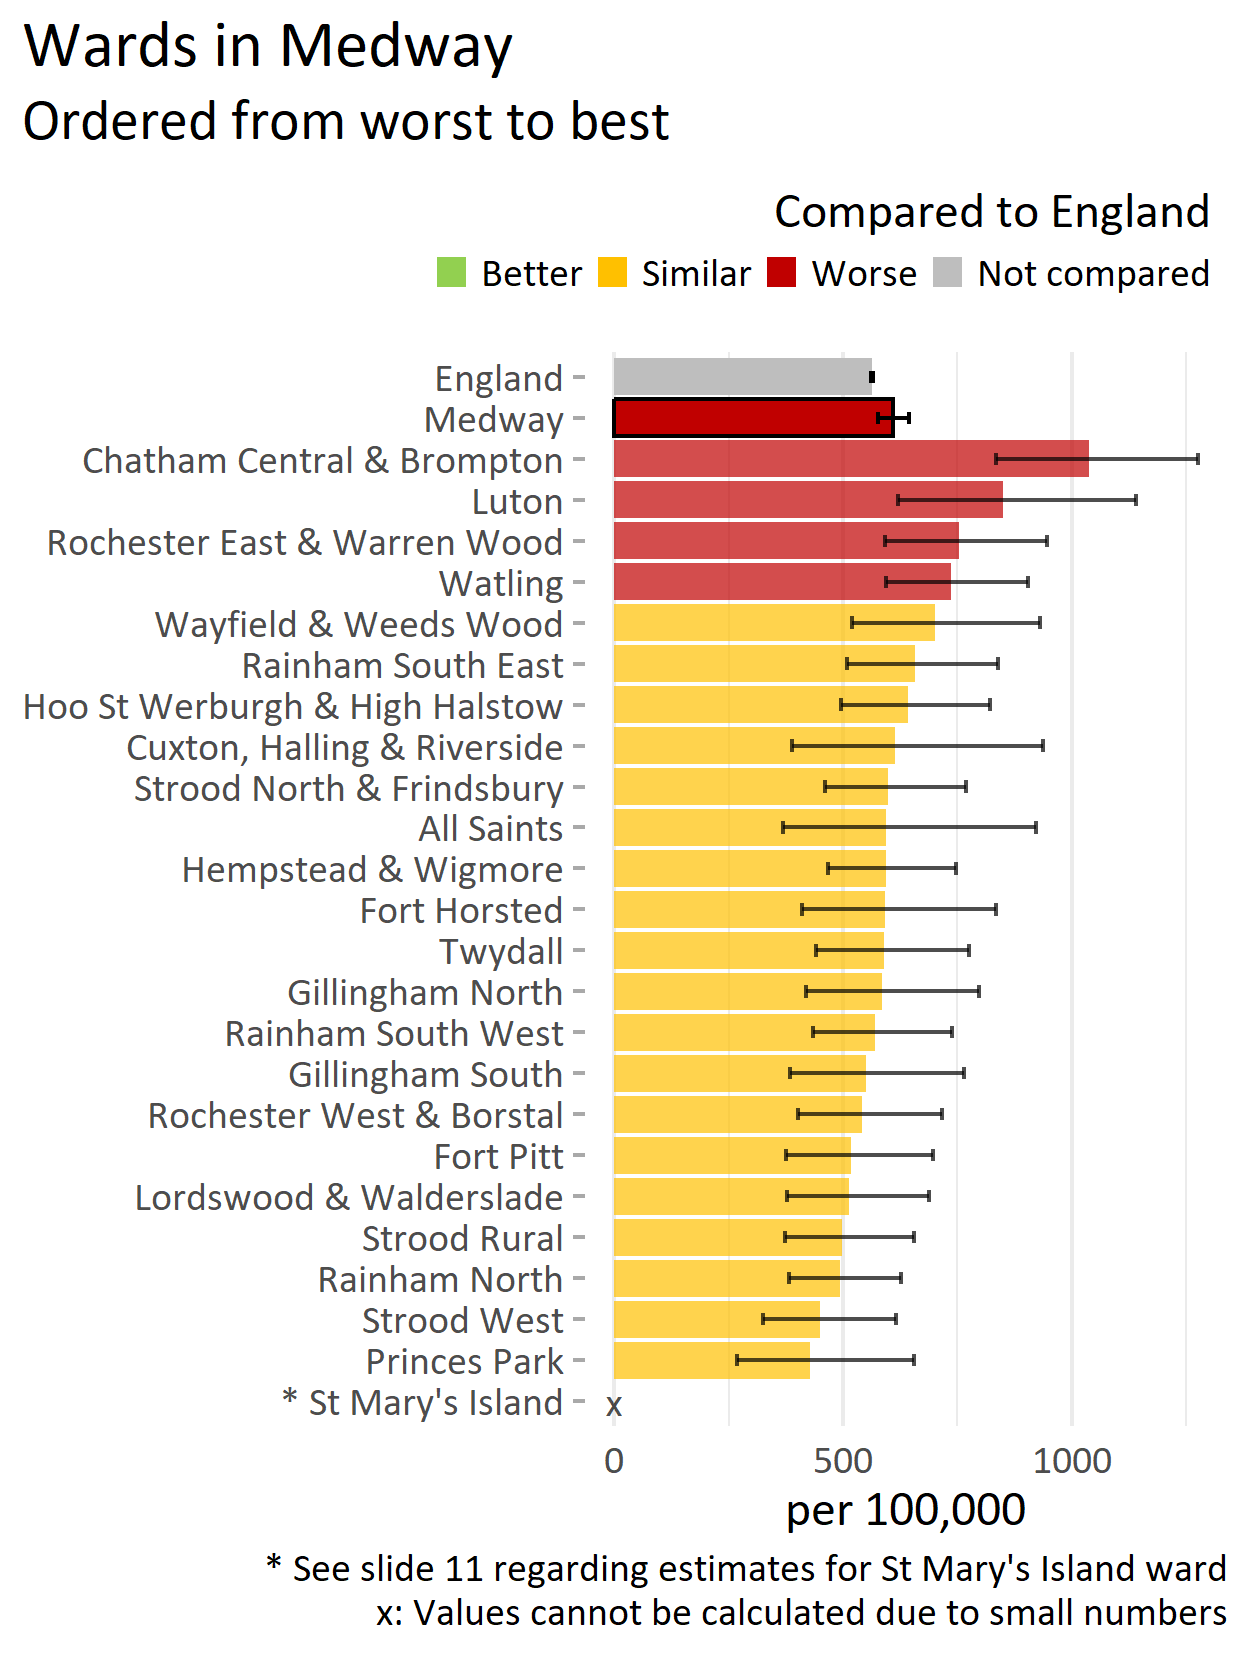 Wards in Medway
Ordered from worst to best
Compared to England
Better Similar Worse Not compared
England
Medway
Chatham Central & Brompton
Luton
Rochester East & Warren Wood
Watling
Wayfield & Weeds Wood
Rainham South East
Hoo St Werburgh & High Halstow
Cuxton, Halling & Riverside
Strood North & Frindsbury
All Saints
Hempstead & Wigmore
Fort Horsted
Twydall
Gillingham North
Rainham South West
Gillingham South
Rochester West & Borstal
Fort Pitt
Lordswood & Walderslade
Strood Rural
Rainham North
Strood West
Princes Park
* St Mary's Island x
0 500 1000
per 100,000
* See slide 11 regarding estimates for St Mary's Island ward
x: Values cannot be calculated due to small numbers